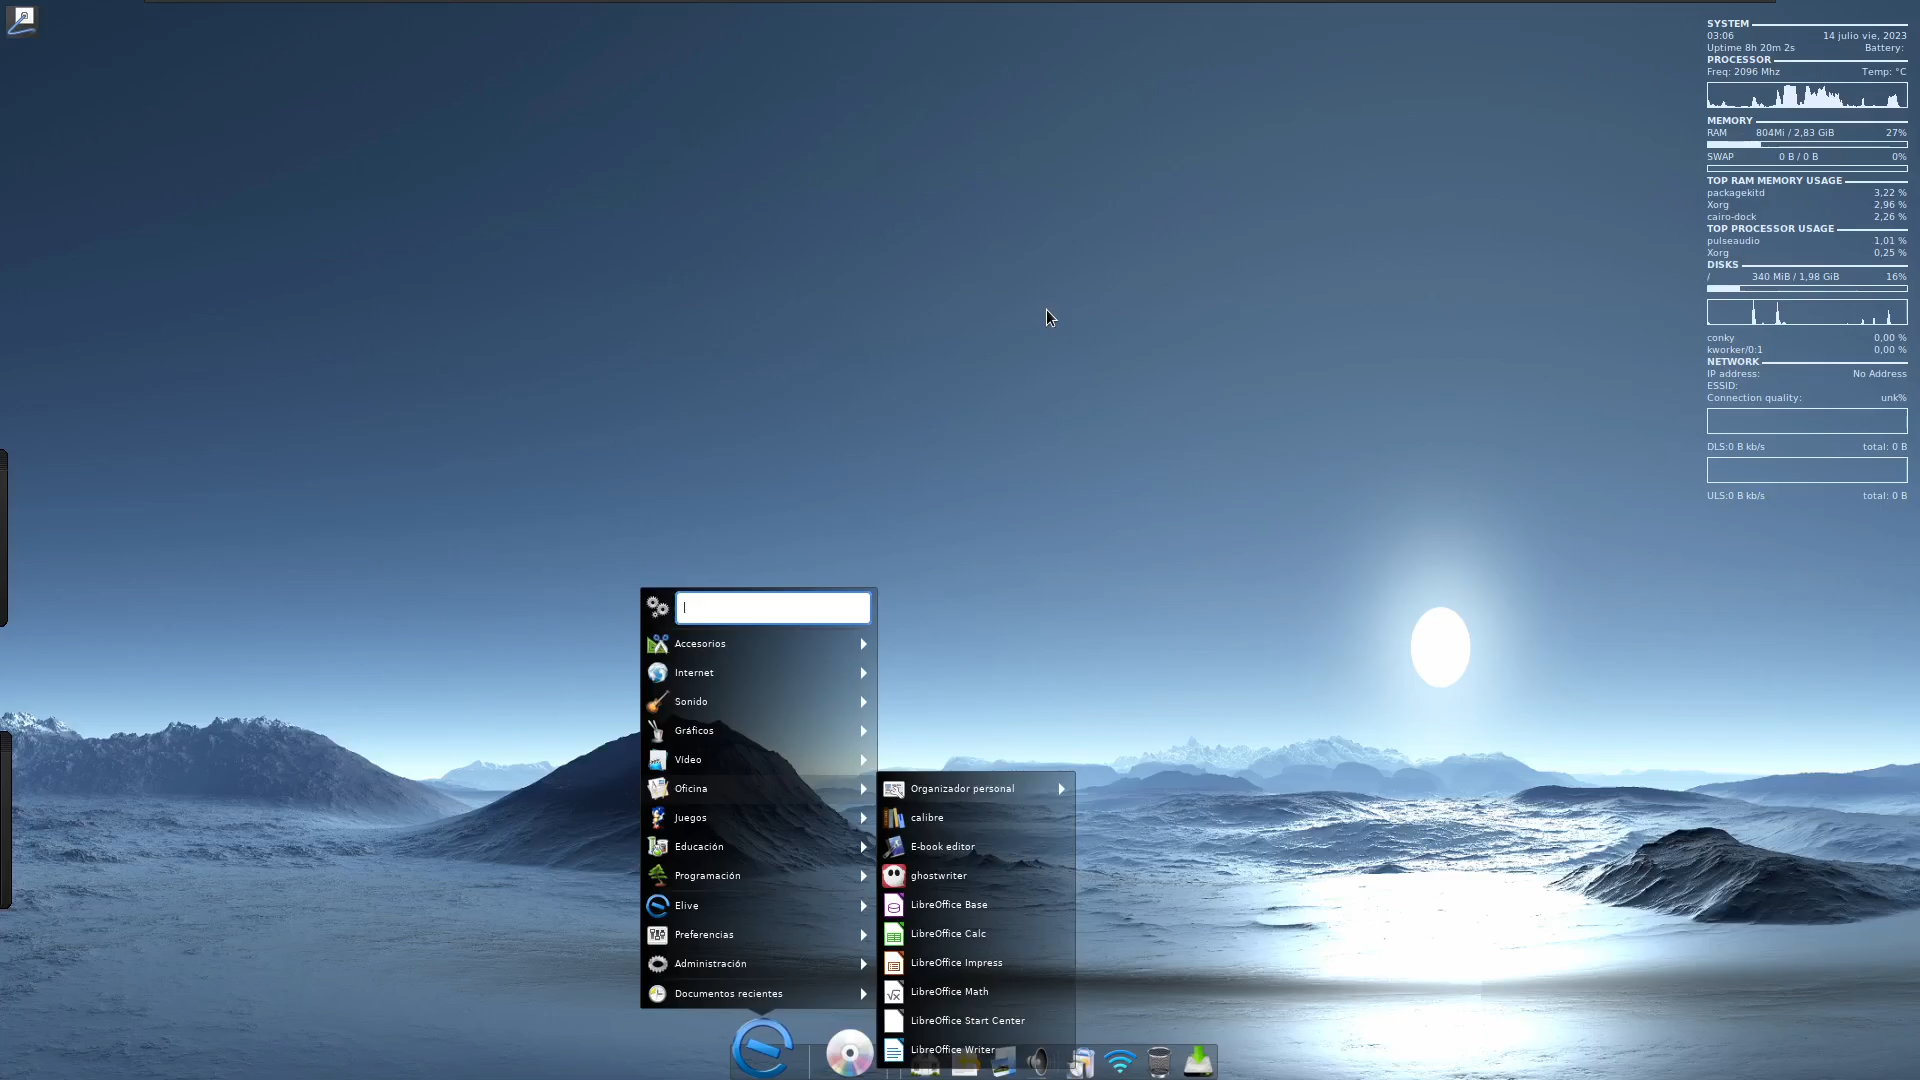 SYSTEM
03:06 14 julio vie, 2023
Uptime 8h 20m 2s Battery:
PROCESSOR
Freq: 2096 Mhz Temp: °C
MEMORY
RAM 804Mi / 2,83 GiB 27%
SWAP 0 B / 0 B 0%
TOP RAM MEMORY USAGE
packagekitd 3,22 %
Xorg 2,96 %
cairo-dock 2,26 %
TOP PROCESSOR USAGE
pulseaudio 1,01 %
Xorg 0,25 %
DISKS
/ 340 MiB / 1,98 GiB 16%
conky 0,00 %
kworker/0:1 0,00 %
NETWORK
IP address: No Address
ESSID:
Connection quality: unk%
DLS:0 B kb/s total: 0 B
ULS:0 B kb/s total: 0 B
Accesorios
Internet
Sonido
Gráficos
Vídeo
Oficina
Juegos
Educación
Programación
Elive
Preferencias
Administración
Documentos recientes
Organizador personal
calibre
E-book editor
ghostwriter
LibreOffice Base
LibreOffice Calc
LibreOffice Impress
LibreOffice Math
LibreOffice Start Center
LibreOffice Writer